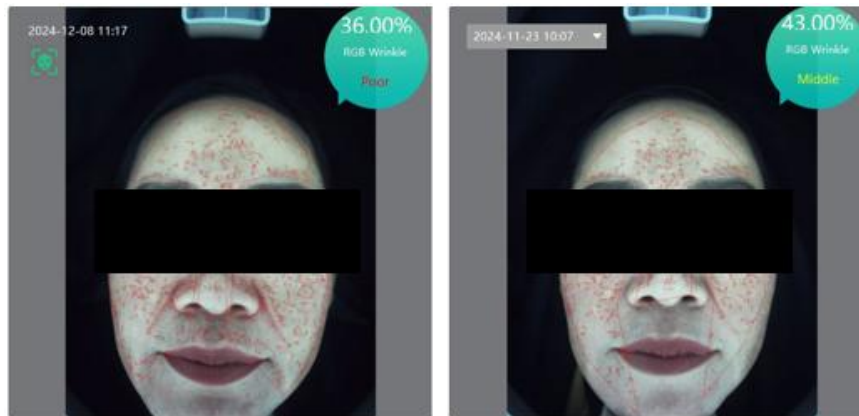 2024-12-08 11:17
36.00%
RGB Wrinkle
Poor
2024-11-23 10:07
43.00%
RGB Wrinkle
Middle